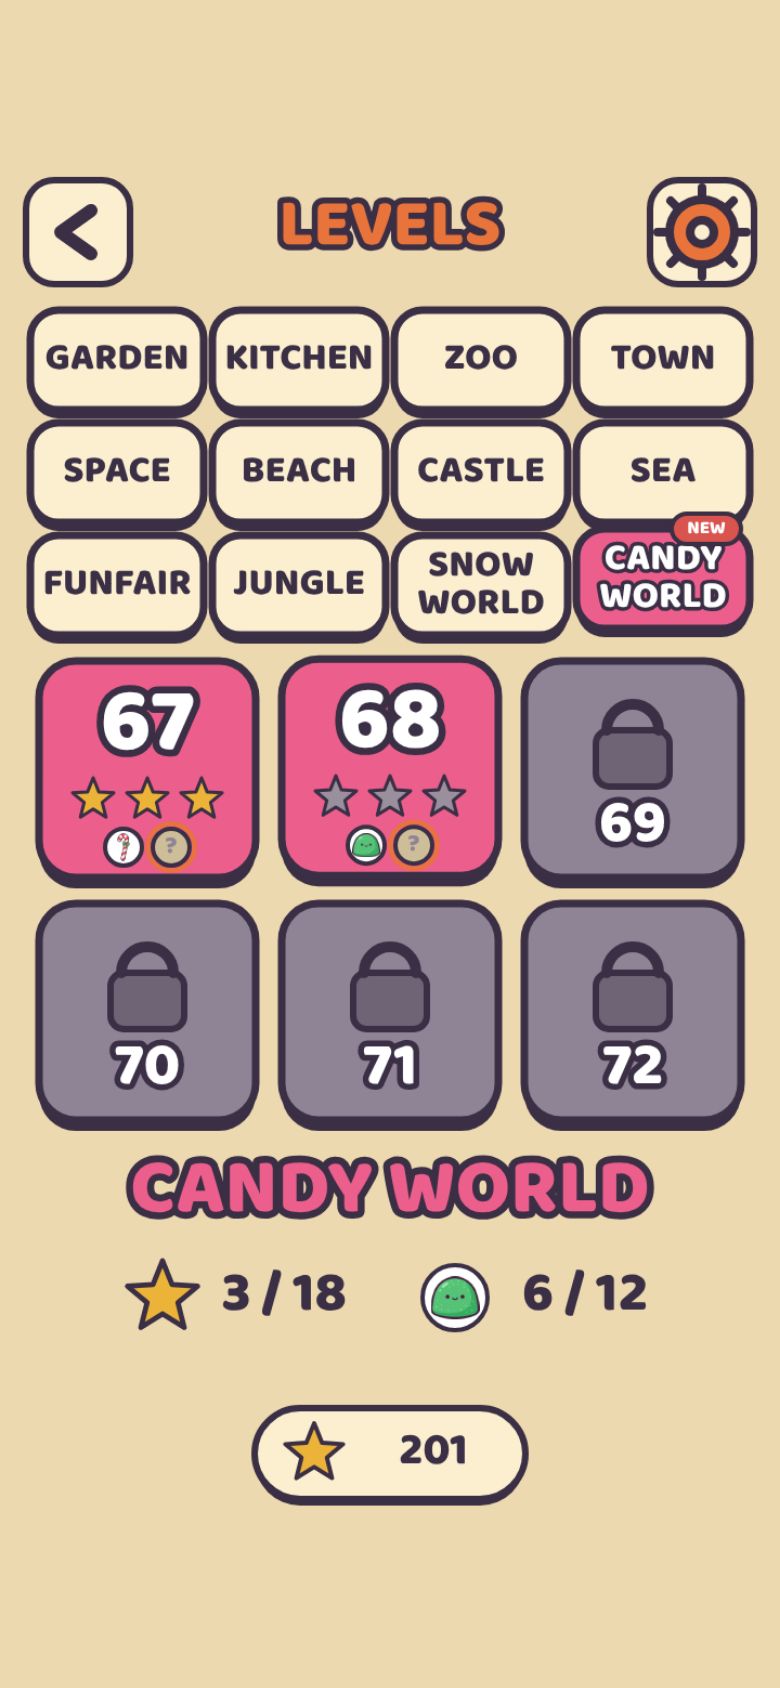 LEVELS
GARDEN KITCHEN ZOO TOWN
SPACE BEACH CASTLE SEA
NEW
FUNFAIR JUNGLE SNOW WORLD CANDY WORLD
67 68 69
? ?
70 71 72
CANDY WORLD
3 / 18 6 / 12
201